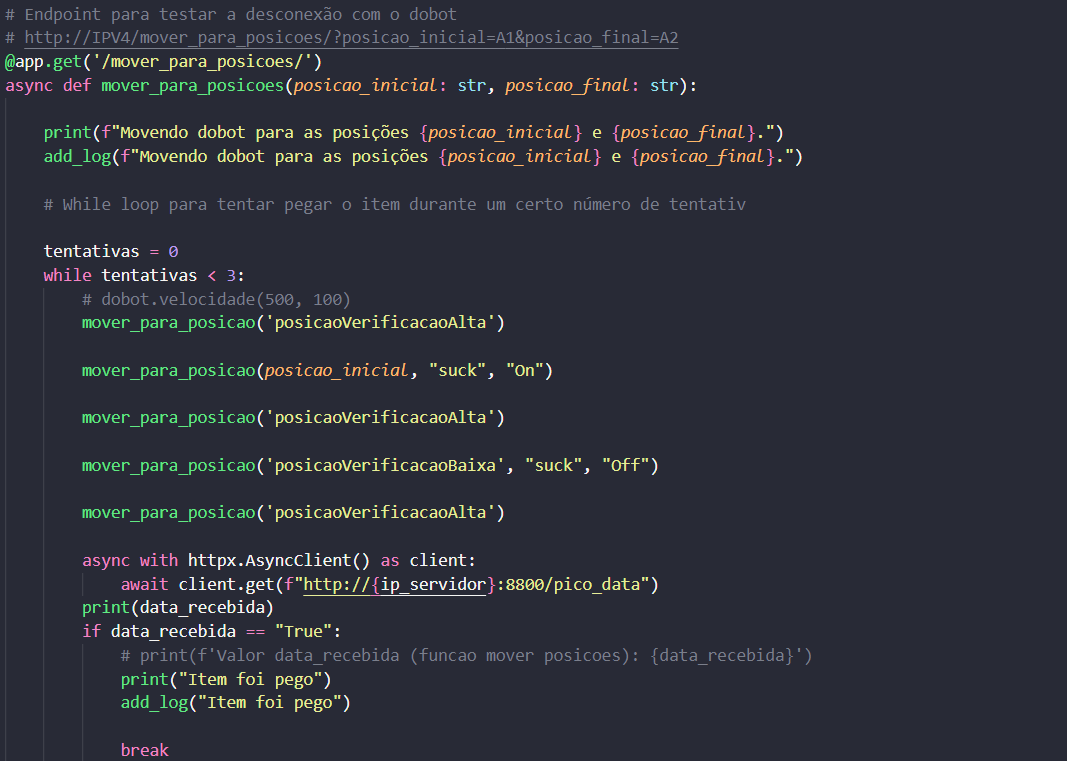 # Endpoint para testar a desconexão com o dobot
# http://IPV4/mover_para_posicoes/?posicao_inicial=A1&posicao_final=A2
@app.get('/mover_para_posicoes/')
async def mover_para_posicoes(posicao_inicial: str, posicao_final: str):
print(f"Movendo dobot para as posições {posicao_inicial} e {posicao_final}.")
add_log(f"Movendo dobot para as posições {posicao_inicial} e {posicao_final}.")
# While loop para tentar pegar o item durante um certo número de tentativ
tentativas = 0
while tentativas < 3:
# dobot.velocidade(500, 100)
mover_para_posicao('posicaoVerificacaoAlta')
mover_para_posicao(posicao_inicial, "suck", "On")
mover_para_posicao('posicaoVerificacaoAlta')
mover_para_posicao('posicaoVerificacaoBaixa', "suck", "Off")
mover_para_posicao('posicaoVerificacaoAlta')
async with httpx.AsyncClient() as client:
await client.get(f"http://{ip_servidor}:8800/pico_data")
print(data_recebida)
if data_recebida == "True":
# print(f'Valor data_recebida (funcao mover posicoes): {data_recebida}')
print("Item foi pego")
add_log("Item foi pego")
break